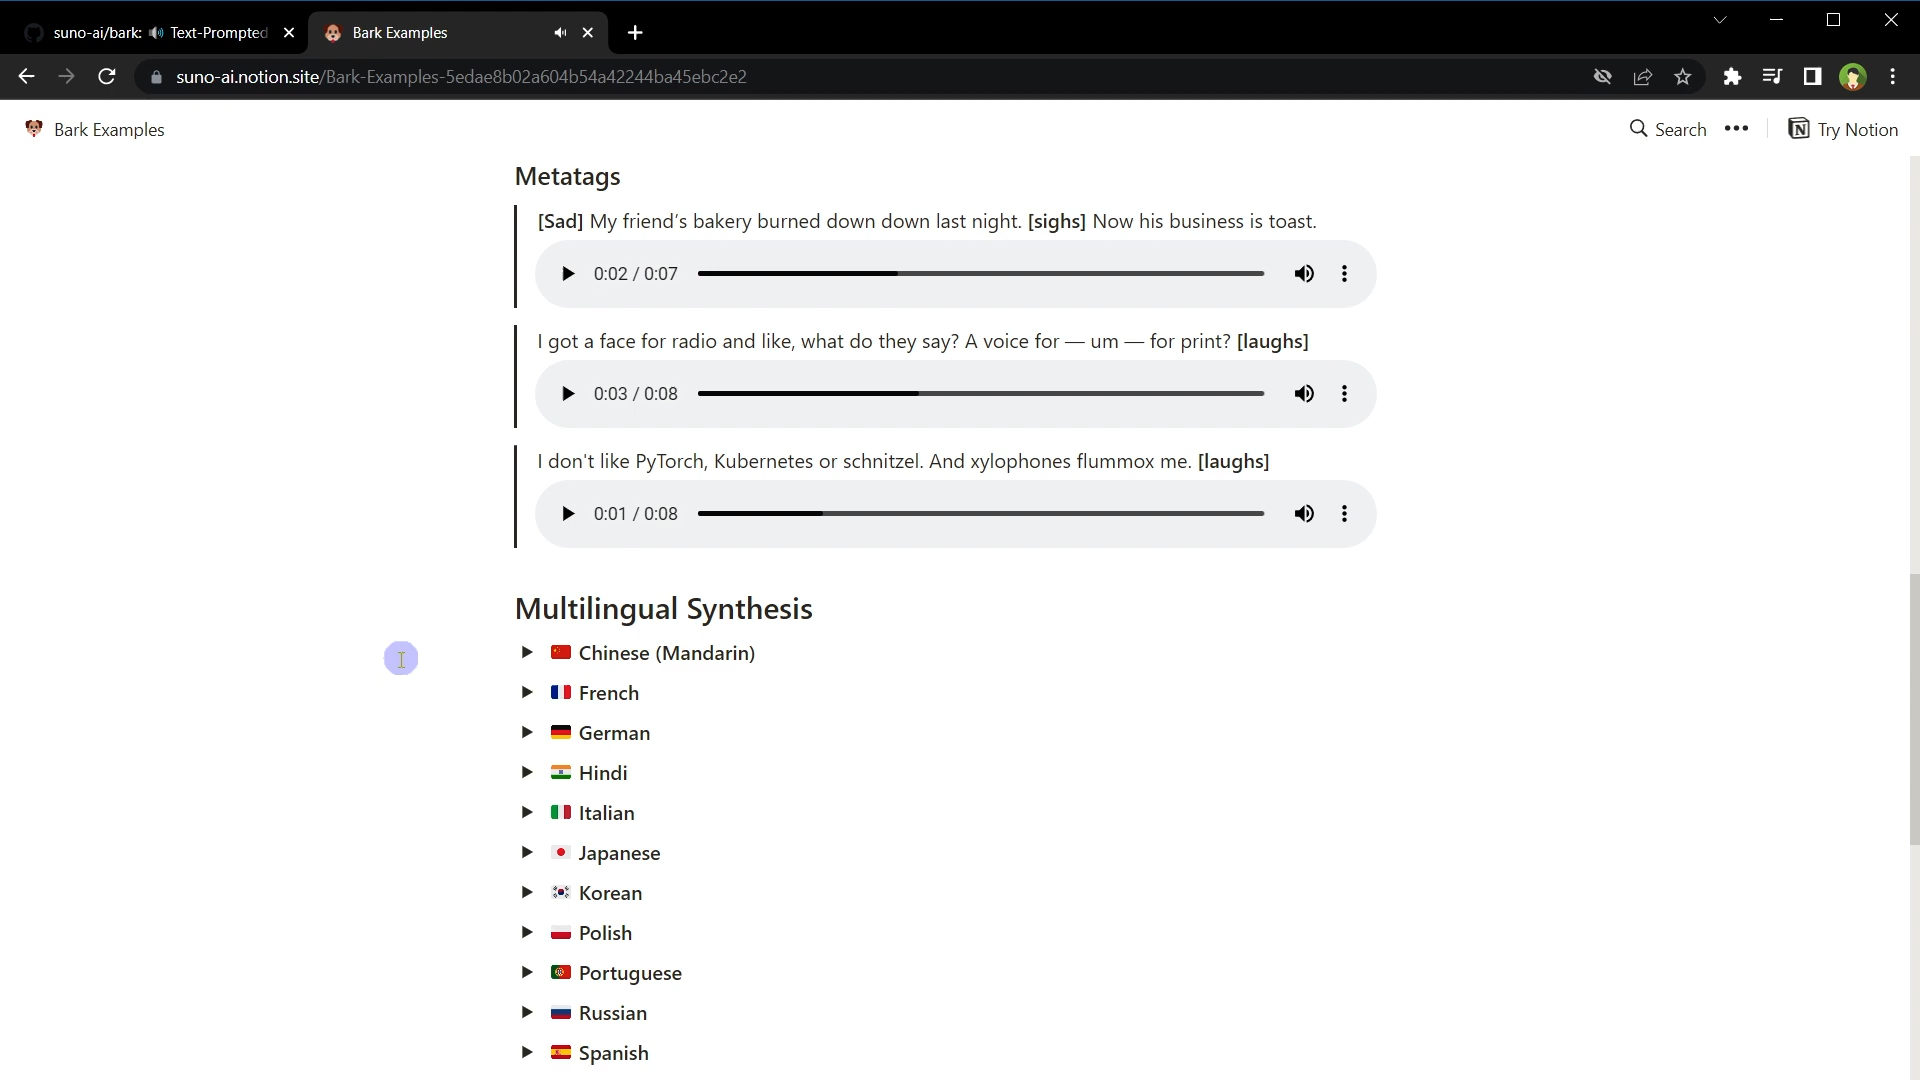 suno-ai/bark: 🔊 Text-Prompted
Bark Examples
suno-ai.notion.site/Bark-Examples-5edae8b02a604b54a42244ba45ebc2e2
Bark Examples
Search
Try Notion
Metatags
[Sad] My friend's bakery burned down down last night. [sighs] Now his business is toast.
0:02 / 0:07
I got a face for radio and like, what do they say? A voice for — um — for print? [laughs]
0:03 / 0:08
I don't like PyTorch, Kubernetes or schnitzel. And xylophones flummox me. [laughs]
0:01 / 0:08
Multilingual Synthesis
Chinese (Mandarin)
French
German
Hindi
Italian
Japanese
Korean
Polish
Portuguese
Russian
Spanish